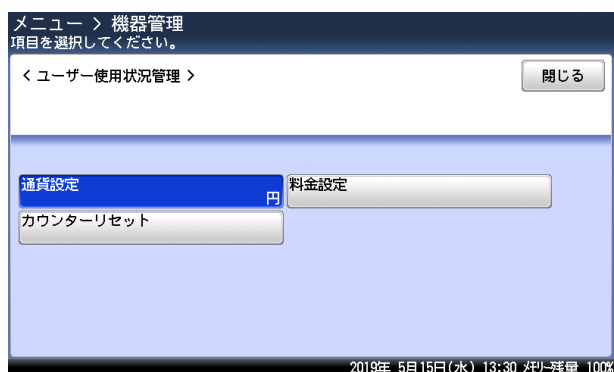 メニュー > 機器管理
項目を選択してください。
< ユーザー使用状況管理 >
閉じる
通貨設定
円
料金設定
カウンターリセット
2019年 5月15日(水) 13:30 メモリー残量 100%